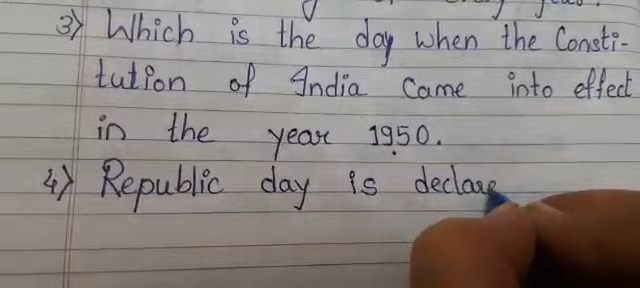 3) Which is the day when the Consti-
tution of India came into effect
in the year 1950.
4) Republic day is declare